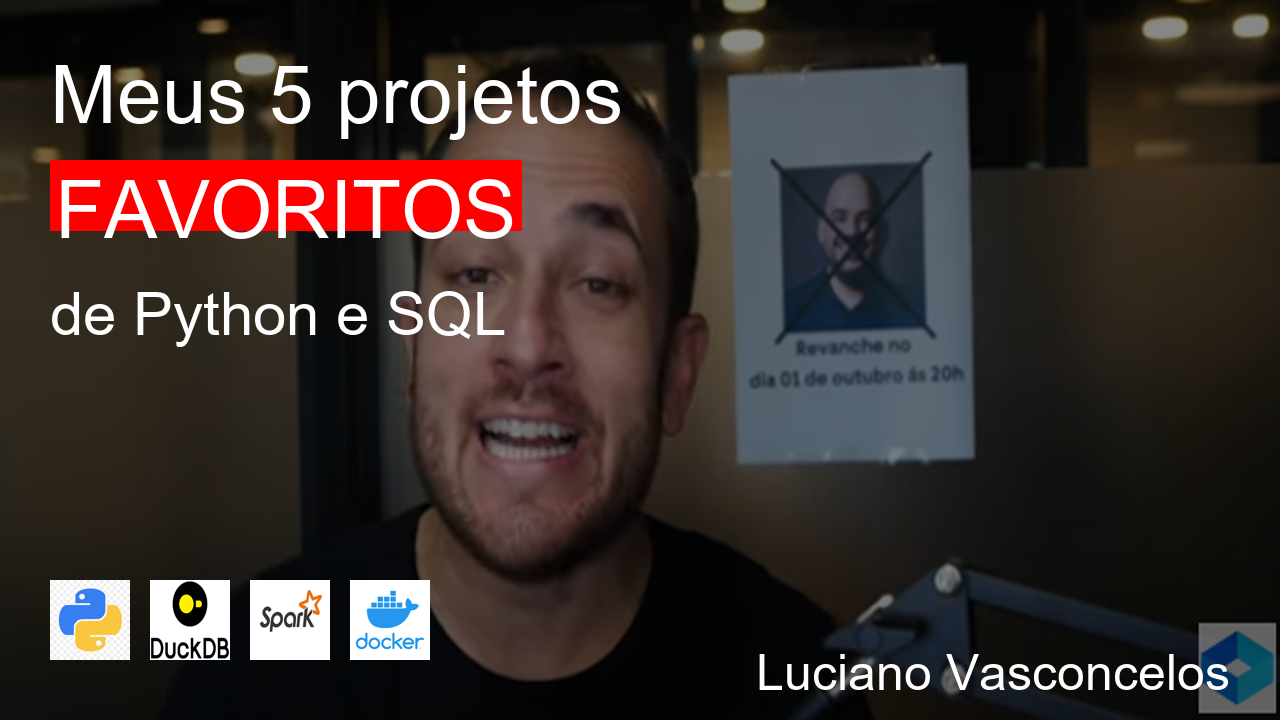 Meus 5 projetos
FAVORITOS
de Python e SQL
Revanche no
dia 01 de outubro ás 20h
DuckDB
Spark
docker
Luciano Vasconcelos